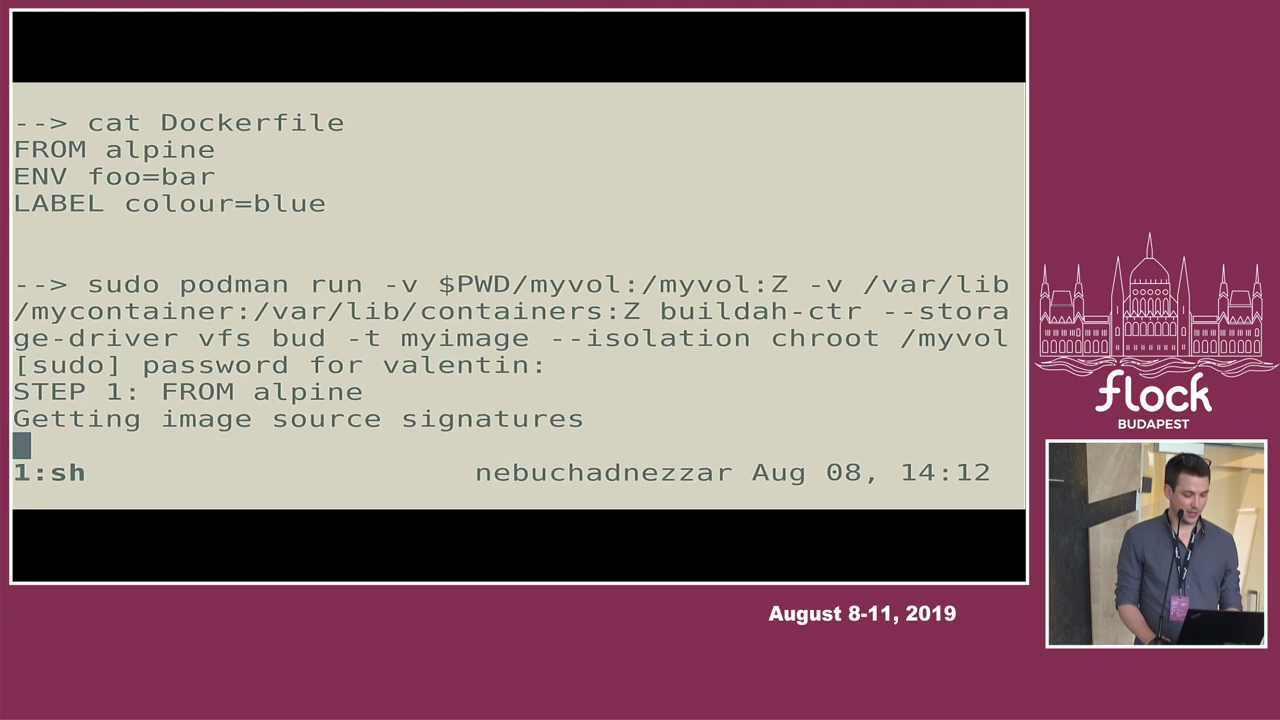 --> cat Dockerfile
FROM alpine
ENV foo=bar
LABEL colour=blue
--> sudo podman run -v $PWD/myvol:/myvol:Z -v /var/lib
/mycontainer:/var/lib/containers:Z buildah-ctr --stora
ge-driver vfs bud -t myimage --isolation chroot /myvol
[sudo] password for valentin:
STEP 1: FROM alpine
Getting image source signatures
1:sh nebuchadnezzar Aug 08, 14:12
flock
BUDAPEST
August 8-11, 2019